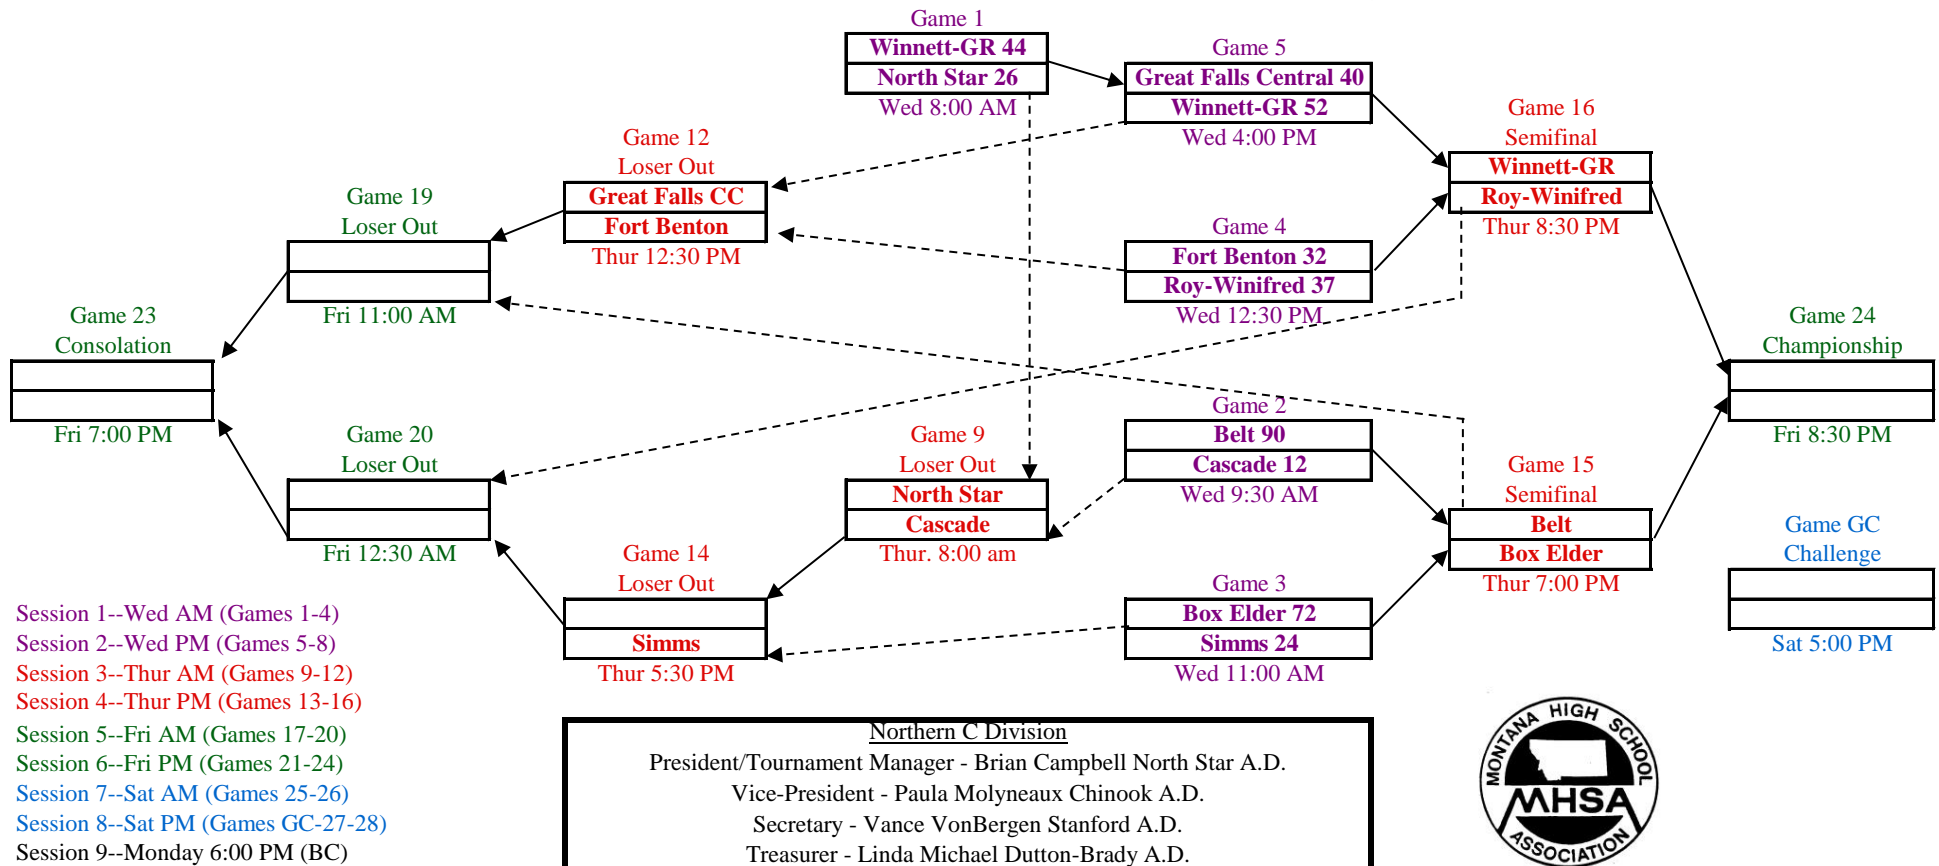 Game 1
Winnett-GR 44
North Star 26
Wed 8:00 AM
Game 5
Great Falls Central 40
Winnett-GR 52
Wed 4:00 PM
Game 16
Semifinal
Winnett-GR
Roy-Winifred
Thur 8:30 PM
Game 12
Loser Out
Great Falls CC
Fort Benton
Thur 12:30 PM
Game 19
Loser Out
Fri 11:00 AM
Game 4
Fort Benton 32
Roy-Winifred 37
Wed 12:30 PM
Game 23
Consolation
Fri 7:00 PM
Game 24
Championship
Fri 8:30 PM
Game 20
Loser Out
Fri 12:30 AM
Game 9
Loser Out
North Star
Cascade
Thur. 8:00 am
Game 2
Belt 90
Cascade 12
Wed 9:30 AM
Game 15
Semifinal
Belt
Box Elder
Thur 7:00 PM
Game 14
Loser Out
Simms
Thur 5:30 PM
Game 3
Box Elder 72
Simms 24
Wed 11:00 AM
Game GC
Challenge
Sat 5:00 PM
Session 1--Wed AM (Games 1-4)
Session 2--Wed PM (Games 5-8)
Session 3--Thur AM (Games 9-12)
Session 4--Thur PM (Games 13-16)
Session 5--Fri AM (Games 17-20)
Session 6--Fri PM (Games 21-24)
Session 7--Sat AM (Games 25-26)
Session 8--Sat PM (Games GC-27-28)
Session 9--Monday 6:00 PM (BC)
Northern C Division
President/Tournament Manager - Brian Campbell North Star A.D.
Vice-President - Paula Molyneaux Chinook A.D.
Secretary - Vance VonBergen Stanford A.D.
Treasurer - Linda Michael Dutton-Brady A.D.
MONTANA HIGH SCHOOL
MHSA
ASSOCIATION